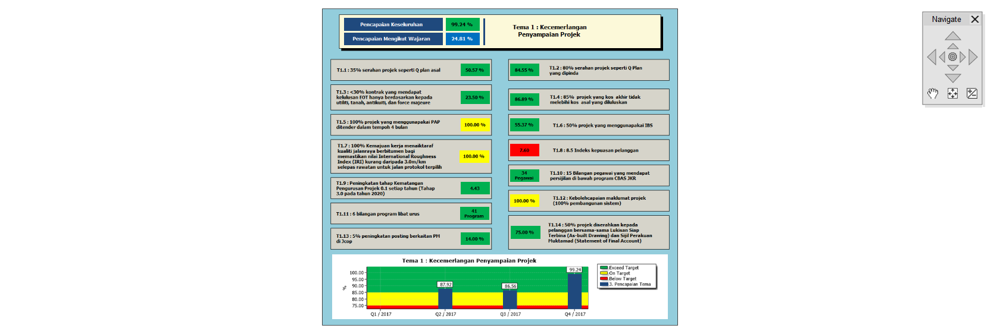 Pencapaian Keseluruhan
99.24 %
Pencapaian Mengikut Wajaran
24.81 %
Tema 1 : Kecemerlangan
Penyampaian Projek
Navigate
T1.1 : 35% serahan projek seperti Q plan asal
50.57 %
84.55 %
T1.2 : 80% serahan projek seperti Q Plan
yang dipinda
T1.3 : <30% kontrak yang mendapat
kelulusan EOT hanya berdasarkan kepada
utiliti, tanah, antikuiti, dan force majeure
23.50 %
86.89 %
T1.4 : 85% projek yang kos akhir tidak
melebihi kos asal yang diluluskan
T1.5 : 100% projek yang menggunapakai PAP
ditender dalam tempoh 4 bulan
100.00 %
55.37 %
T1.6 : 50% projek yang menggunapakai IBS
T1.7 : 100% Kemajuan kerja menaiktaraf
kualiti jalanraya berbitumen bagi
memastikan nilai International Roughness
Index (IRI) kurang daripada 3.0m/km
selepas rawatan untuk jalan protokol terpilih
100.00 %
7.60
T1.8 : 8.5 Indeks kepuasan pelanggan
34
Pegawai
T1.10 : 15 Bilangan pegawai yang mendapat
persijilan di bawah program CBAS JKR
T1.9 : Peningkatan tahap Kematangan
Pengurusan Projek 0.1 setiap tahun (Tahap
3.0 pada tahun 2020)
4.43
100.00 %
T1.12 : Kebolehcapaian maklumat projek
(100% pembangunan sistem)
T1.11 : 6 bilangan program libat urus
41
Program
75.00 %
T1.14 : 50% projek diserahkan kepada
pelanggan bersama-sama Lukisan Siap
Terbina (As-built Drawing) dan Sijil Perakuan
Muktamad (Statement of Final Account)
T1.13 : 5% peningkatan posting berkaitan PM
di Jcop
14.00 %
Tema 1 : Kecemerlangan Penyampaian Projek
%
100.00
95.00
90.00
85.00
80.00
75.00
87.92
86.56
99.24
Q1 / 2017
Q2 / 2017
Q3 / 2017
Q4 / 2017
Exceed Target
On Target
Below Target
3. Pencapaian Tema